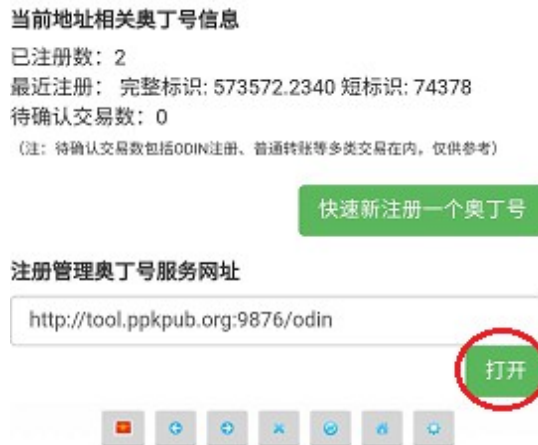 当前地址相关奥丁号信息
已注册数：2
最近注册： 完整标识: 573572.2340 短标识: 74378
待确认交易数：0
（注：待确认交易数包括ODIN注册、普通转账等多类交易在内，仅供参考）
快速新注册一个奥丁号
注册管理奥丁号服务网址
http://tool.ppkpub.org:9876/odin
打开